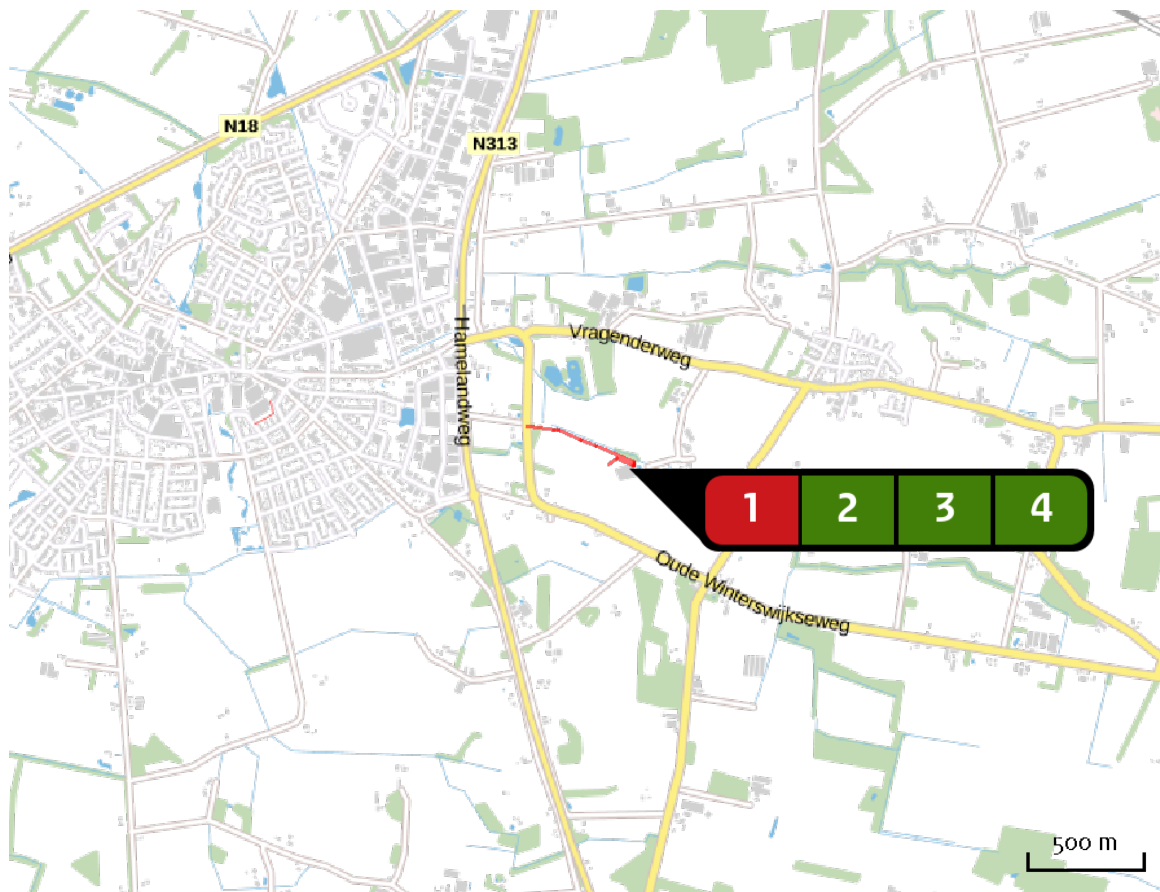 N18
N313
Hamelandweg
Vragenderweg
1 2 3 4
Oude Winterswijkseweg
500 m